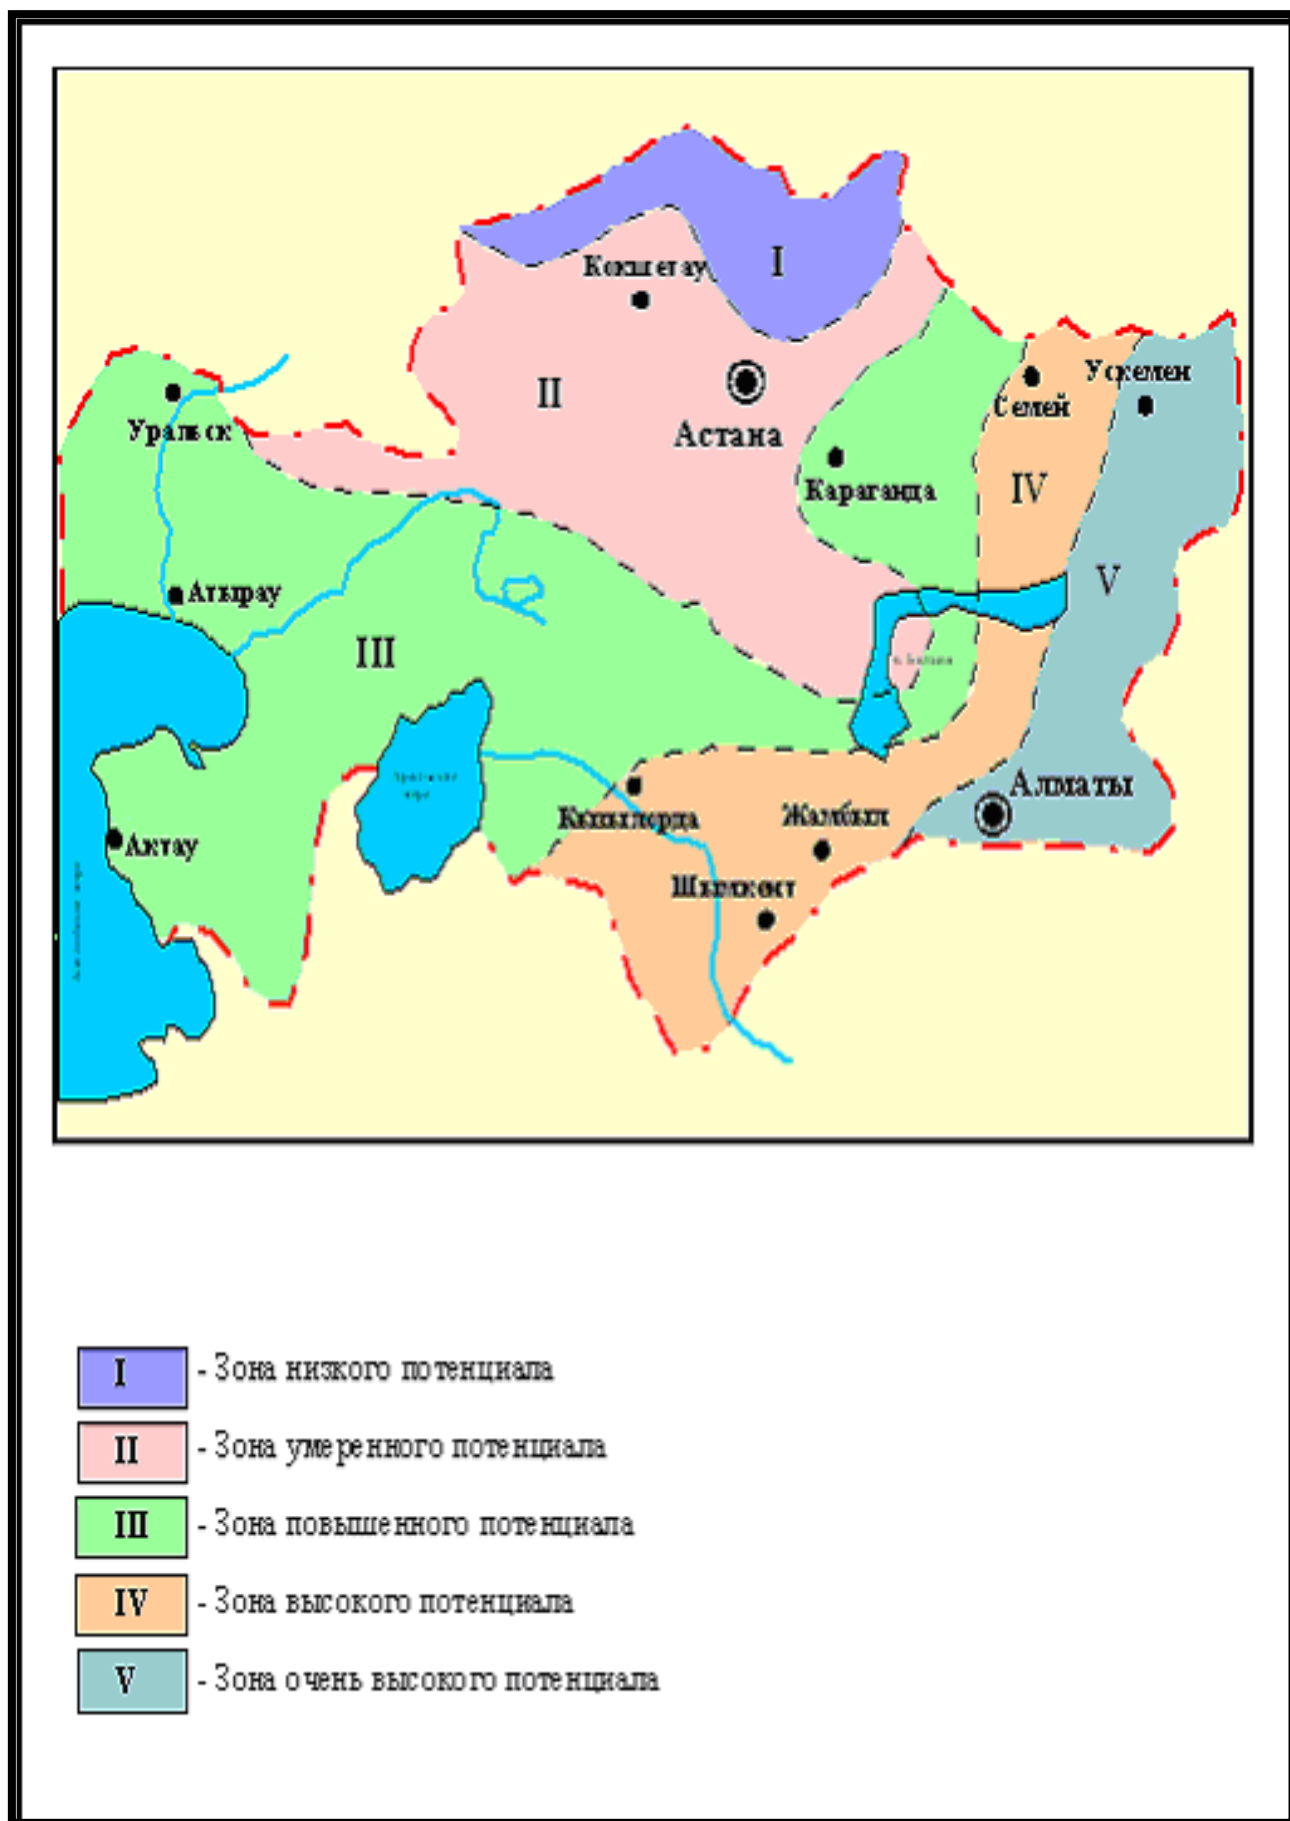 I
Кокшетау
II
Ускемен
Семей
Уральск
Астана
IV
Караганда
V
Атырау
III
Алматы
Жамбыл
Кызылорда
Актау
Шымкент
I - Зона низкого потенциала
II - Зона умеренного потенциала
III - Зона повышенного потенциала
IV - Зона высокого потенциала
V - Зона очень высокого потенциала